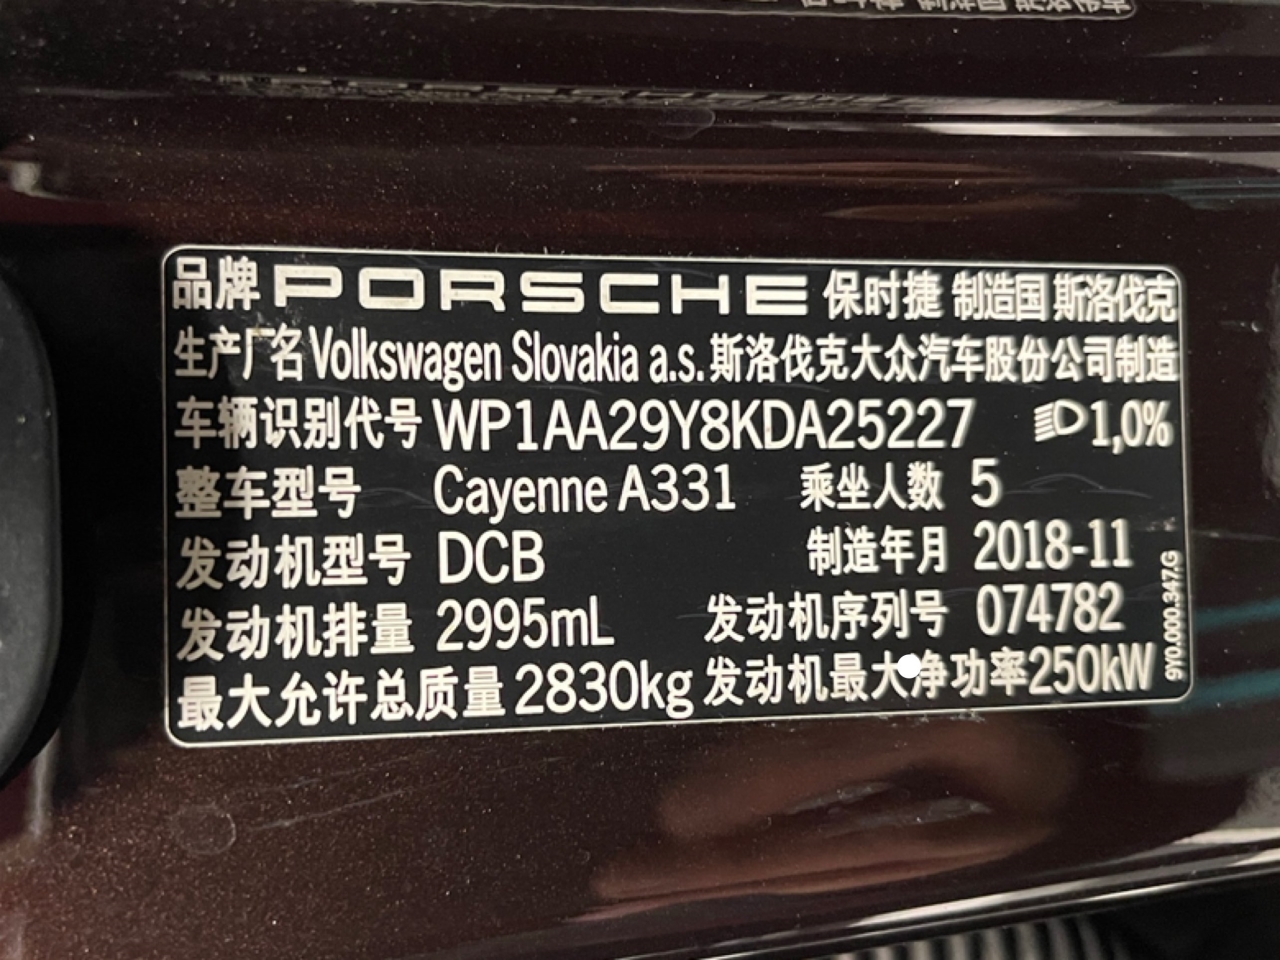 品牌 PORSCHE 保时捷 制造国 斯洛伐克
生产厂名 Volkswagen Slovakia a.s. 斯洛伐克大众汽车股份公司制造
车辆识别代号 WP1AA29Y8KDA25227 1,0%
整车型号 Cayenne A331 乘坐人数 5
发动机型号 DCB 制造年月 2018-11
发动机排量 2995mL 发动机序列号 074782
最大允许总质量 2830kg 发动机最大净功率 250kW
9Y0.000.347.G